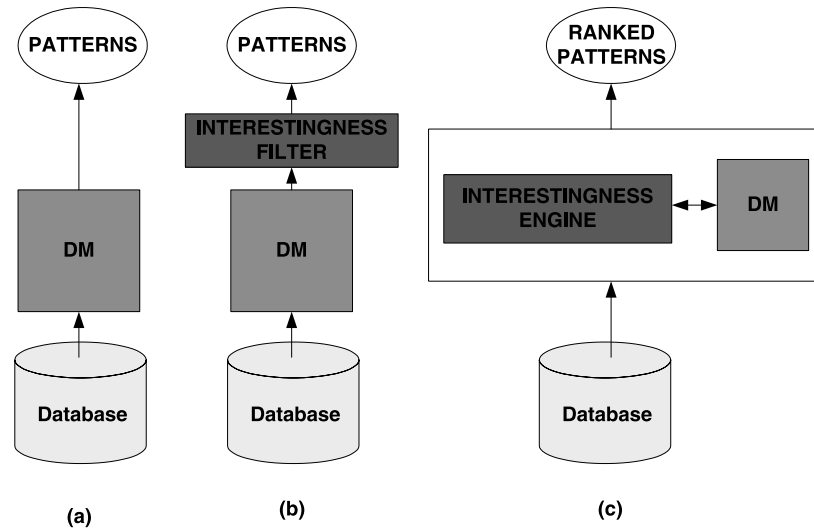 PATTERNS
DM
Database
(a)
PATTERNS
INTERESTINGNESS
FILTER
DM
Database
(b)
RANKED
PATTERNS
INTERESTINGNESS
ENGINE
DM
Database
(c)